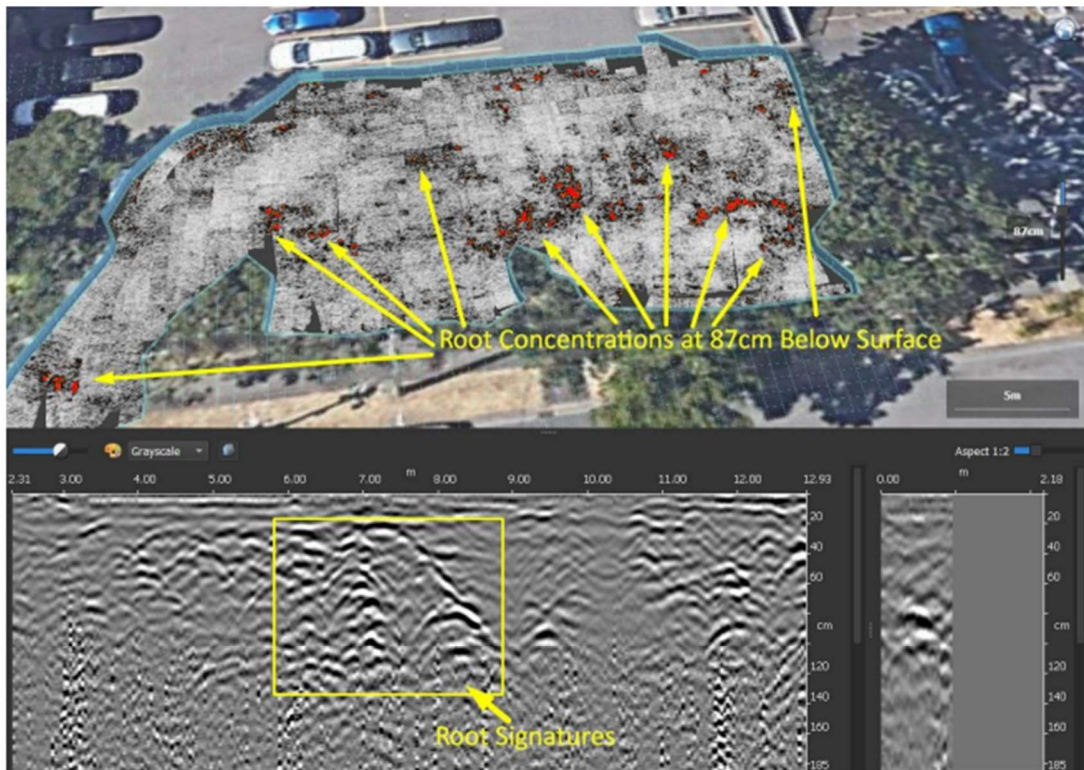 87cm
Root Concentrations at 87cm Below Surface
5m
Grayscale
Aspect 1:2
m
m
2.31 3.00 4.00 5.00 6.00 7.00 8.00 9.00 10.00 11.00 12.00 12.93
0.00 2.18
20
20
40
40
60
60
cm
cm
120
120
140
140
Root Signatures
160
160
185
185